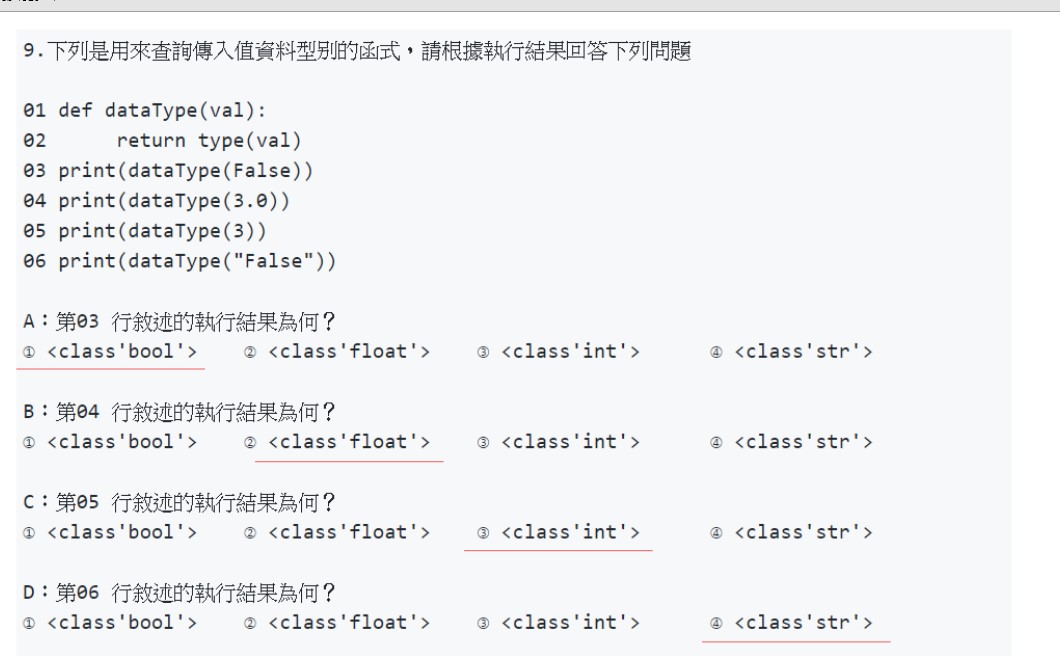 9.下列是用來查詢傳入值資料型別的函式，請根據執行結果回答下列問題
01 def dataType(val):
02      return type(val)
03 print(dataType(False))
04 print(dataType(3.0))
05 print(dataType(3))
06 print(dataType("False"))
A：第03 行敘述的執行結果為何？
① <class'bool'>    ② <class'float'>    ③ <class'int'>      ④ <class'str'>
B：第04 行敘述的執行結果為何？
① <class'bool'>    ② <class'float'>    ③ <class'int'>      ④ <class'str'>
C：第05 行敘述的執行結果為何？
① <class'bool'>    ② <class'float'>    ③ <class'int'>      ④ <class'str'>
D：第06 行敘述的執行結果為何？
① <class'bool'>    ② <class'float'>    ③ <class'int'>      ④ <class'str'>